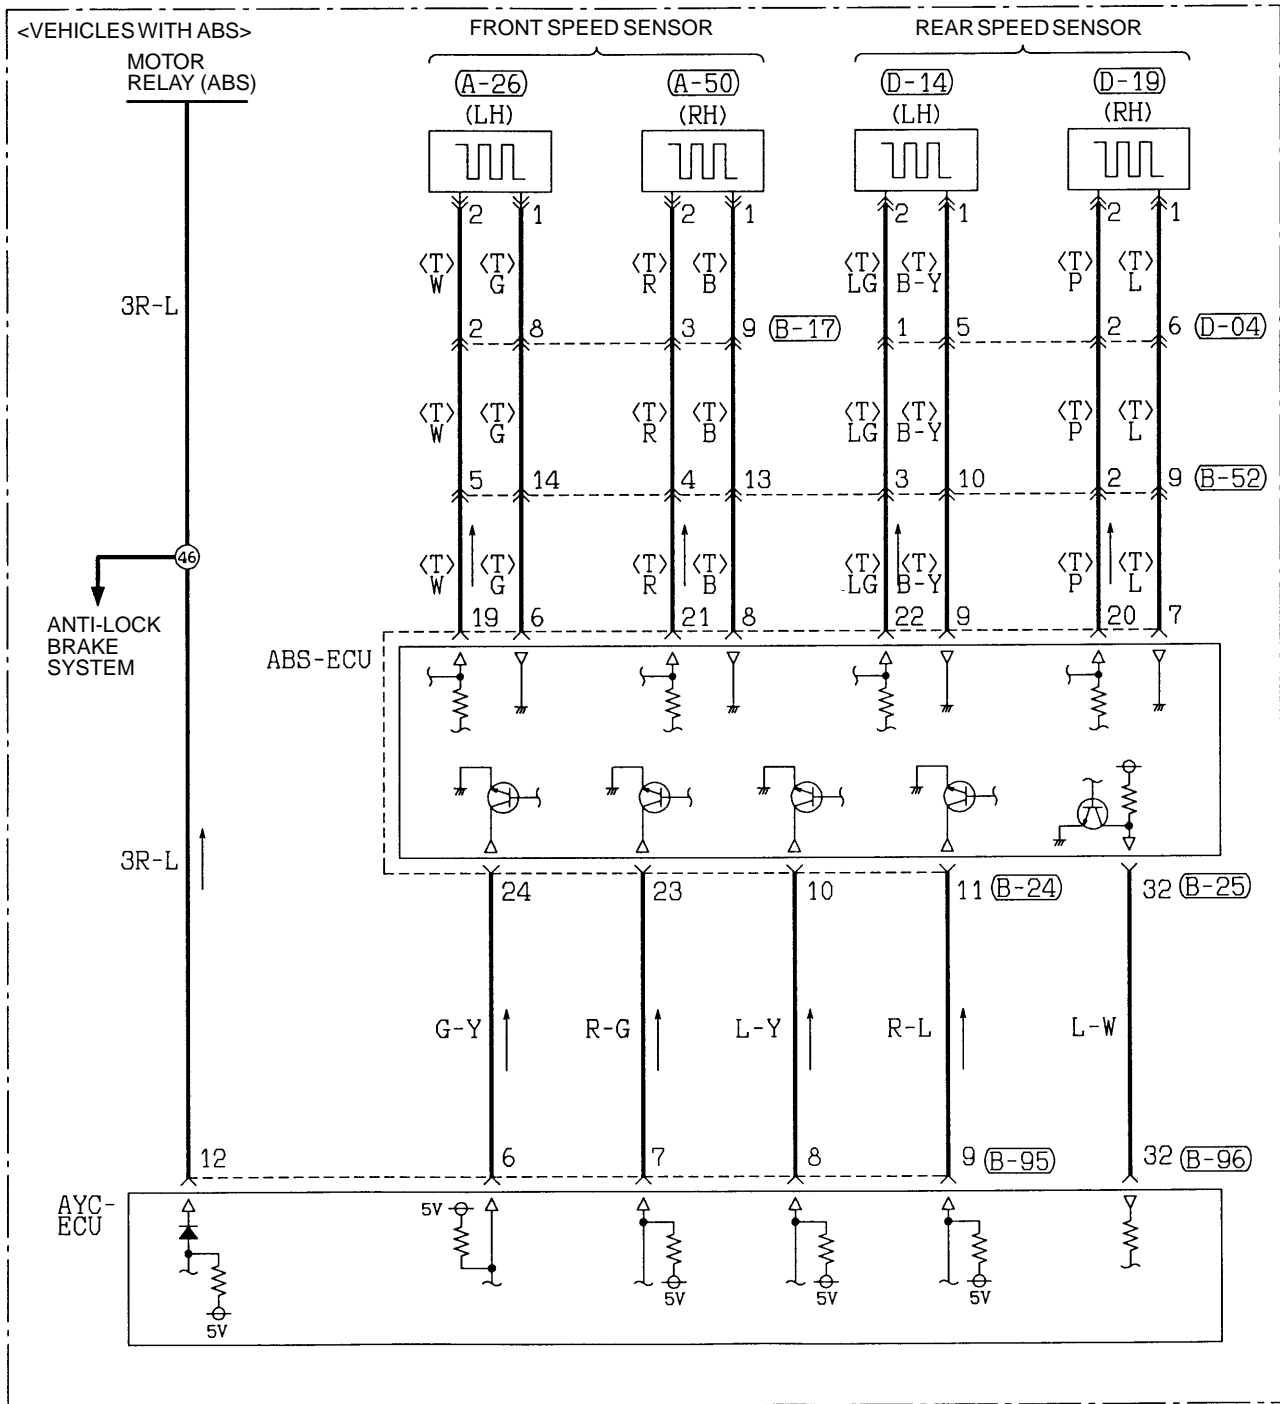 <VEHICLES WITH ABS>
FRONT SPEED SENSOR
REAR SPEED SENSOR
MOTOR
RELAY (ABS)
A-26
A-50
D-14
D-19
(LH)
(RH)
(LH)
(RH)
2 1 2 1 2 1 2 1
<T> <T> <T> <T> <T> <T> <T> <T>
W G R B LG B-Y P L
3R-L
2 8 3 9 B-17 1 5 2 6 D-04
<T> <T> <T> <T> <T> <T> <T> <T>
W G R B LG B-Y P L
5 14 4 13 3 10 2 9 B-52
46
<T> <T> <T> <T> <T> <T> <T> <T>
W G R B LG B-Y P L
19 6 21 8 22 9 20 7
ANTI-LOCK
BRAKE
SYSTEM
ABS-ECU
3R-L
24 23 10 11 B-24 32 B-25
G-Y R-G L-Y R-L L-W
12 6 7 8 9 B-95 32 B-96
AYC-
ECU
5V
5V 5V 5V
5V